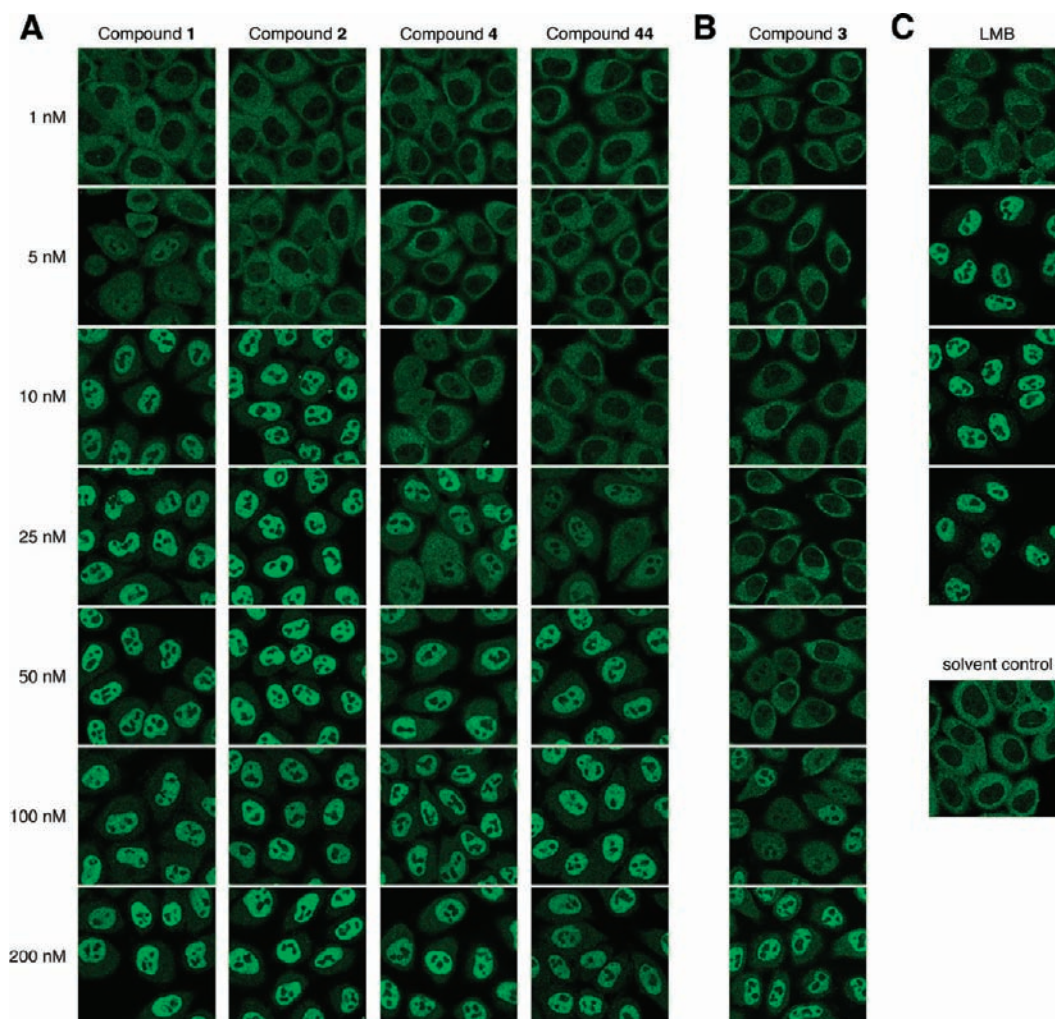 A Compound 1 Compound 2 Compound 4 Compound 44 B Compound 3 C LMB
1 nM
5 nM
10 nM
25 nM
50 nM
solvent control
100 nM
200 nM